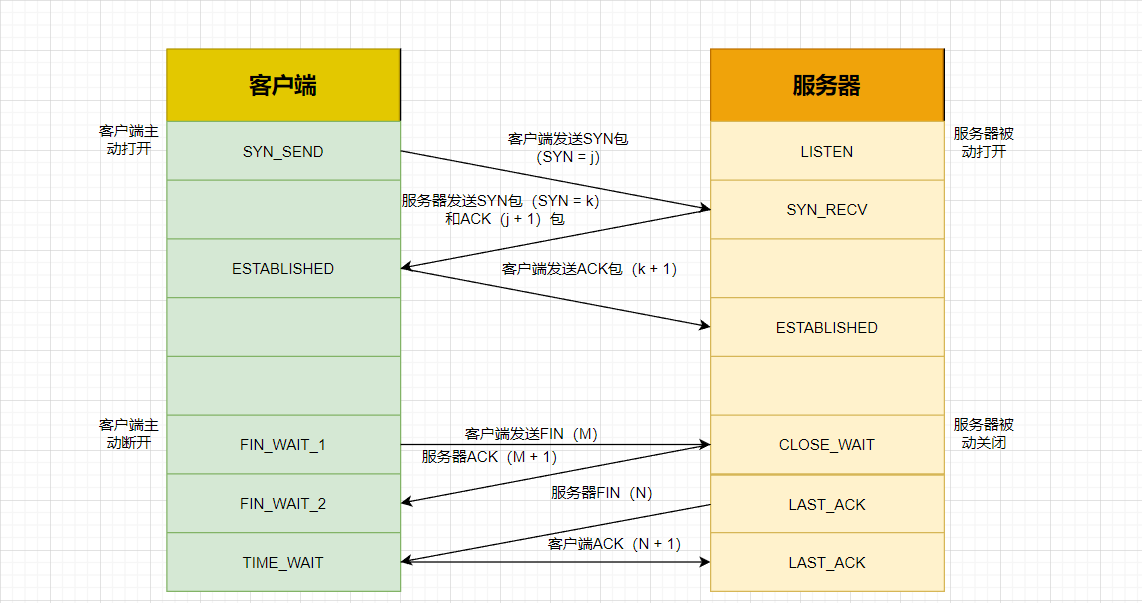 客户端
服务器
客户端主
动打开
SYN_SEND
客户端发送SYN包
（SYN = j）
LISTEN
服务器被
动打开
服务器发送SYN包（SYN = k）
和ACK（j + 1）包
SYN_RECV
ESTABLISHED
客户端发送ACK包（k + 1）
ESTABLISHED
客户端主
动断开
FIN_WAIT_1
客户端发送FIN（M）
服务器ACK（M + 1）
CLOSE_WAIT
服务器被
动关闭
FIN_WAIT_2
服务器FIN（N）
LAST_ACK
TIME_WAIT
客户端ACK（N + 1）
LAST_ACK